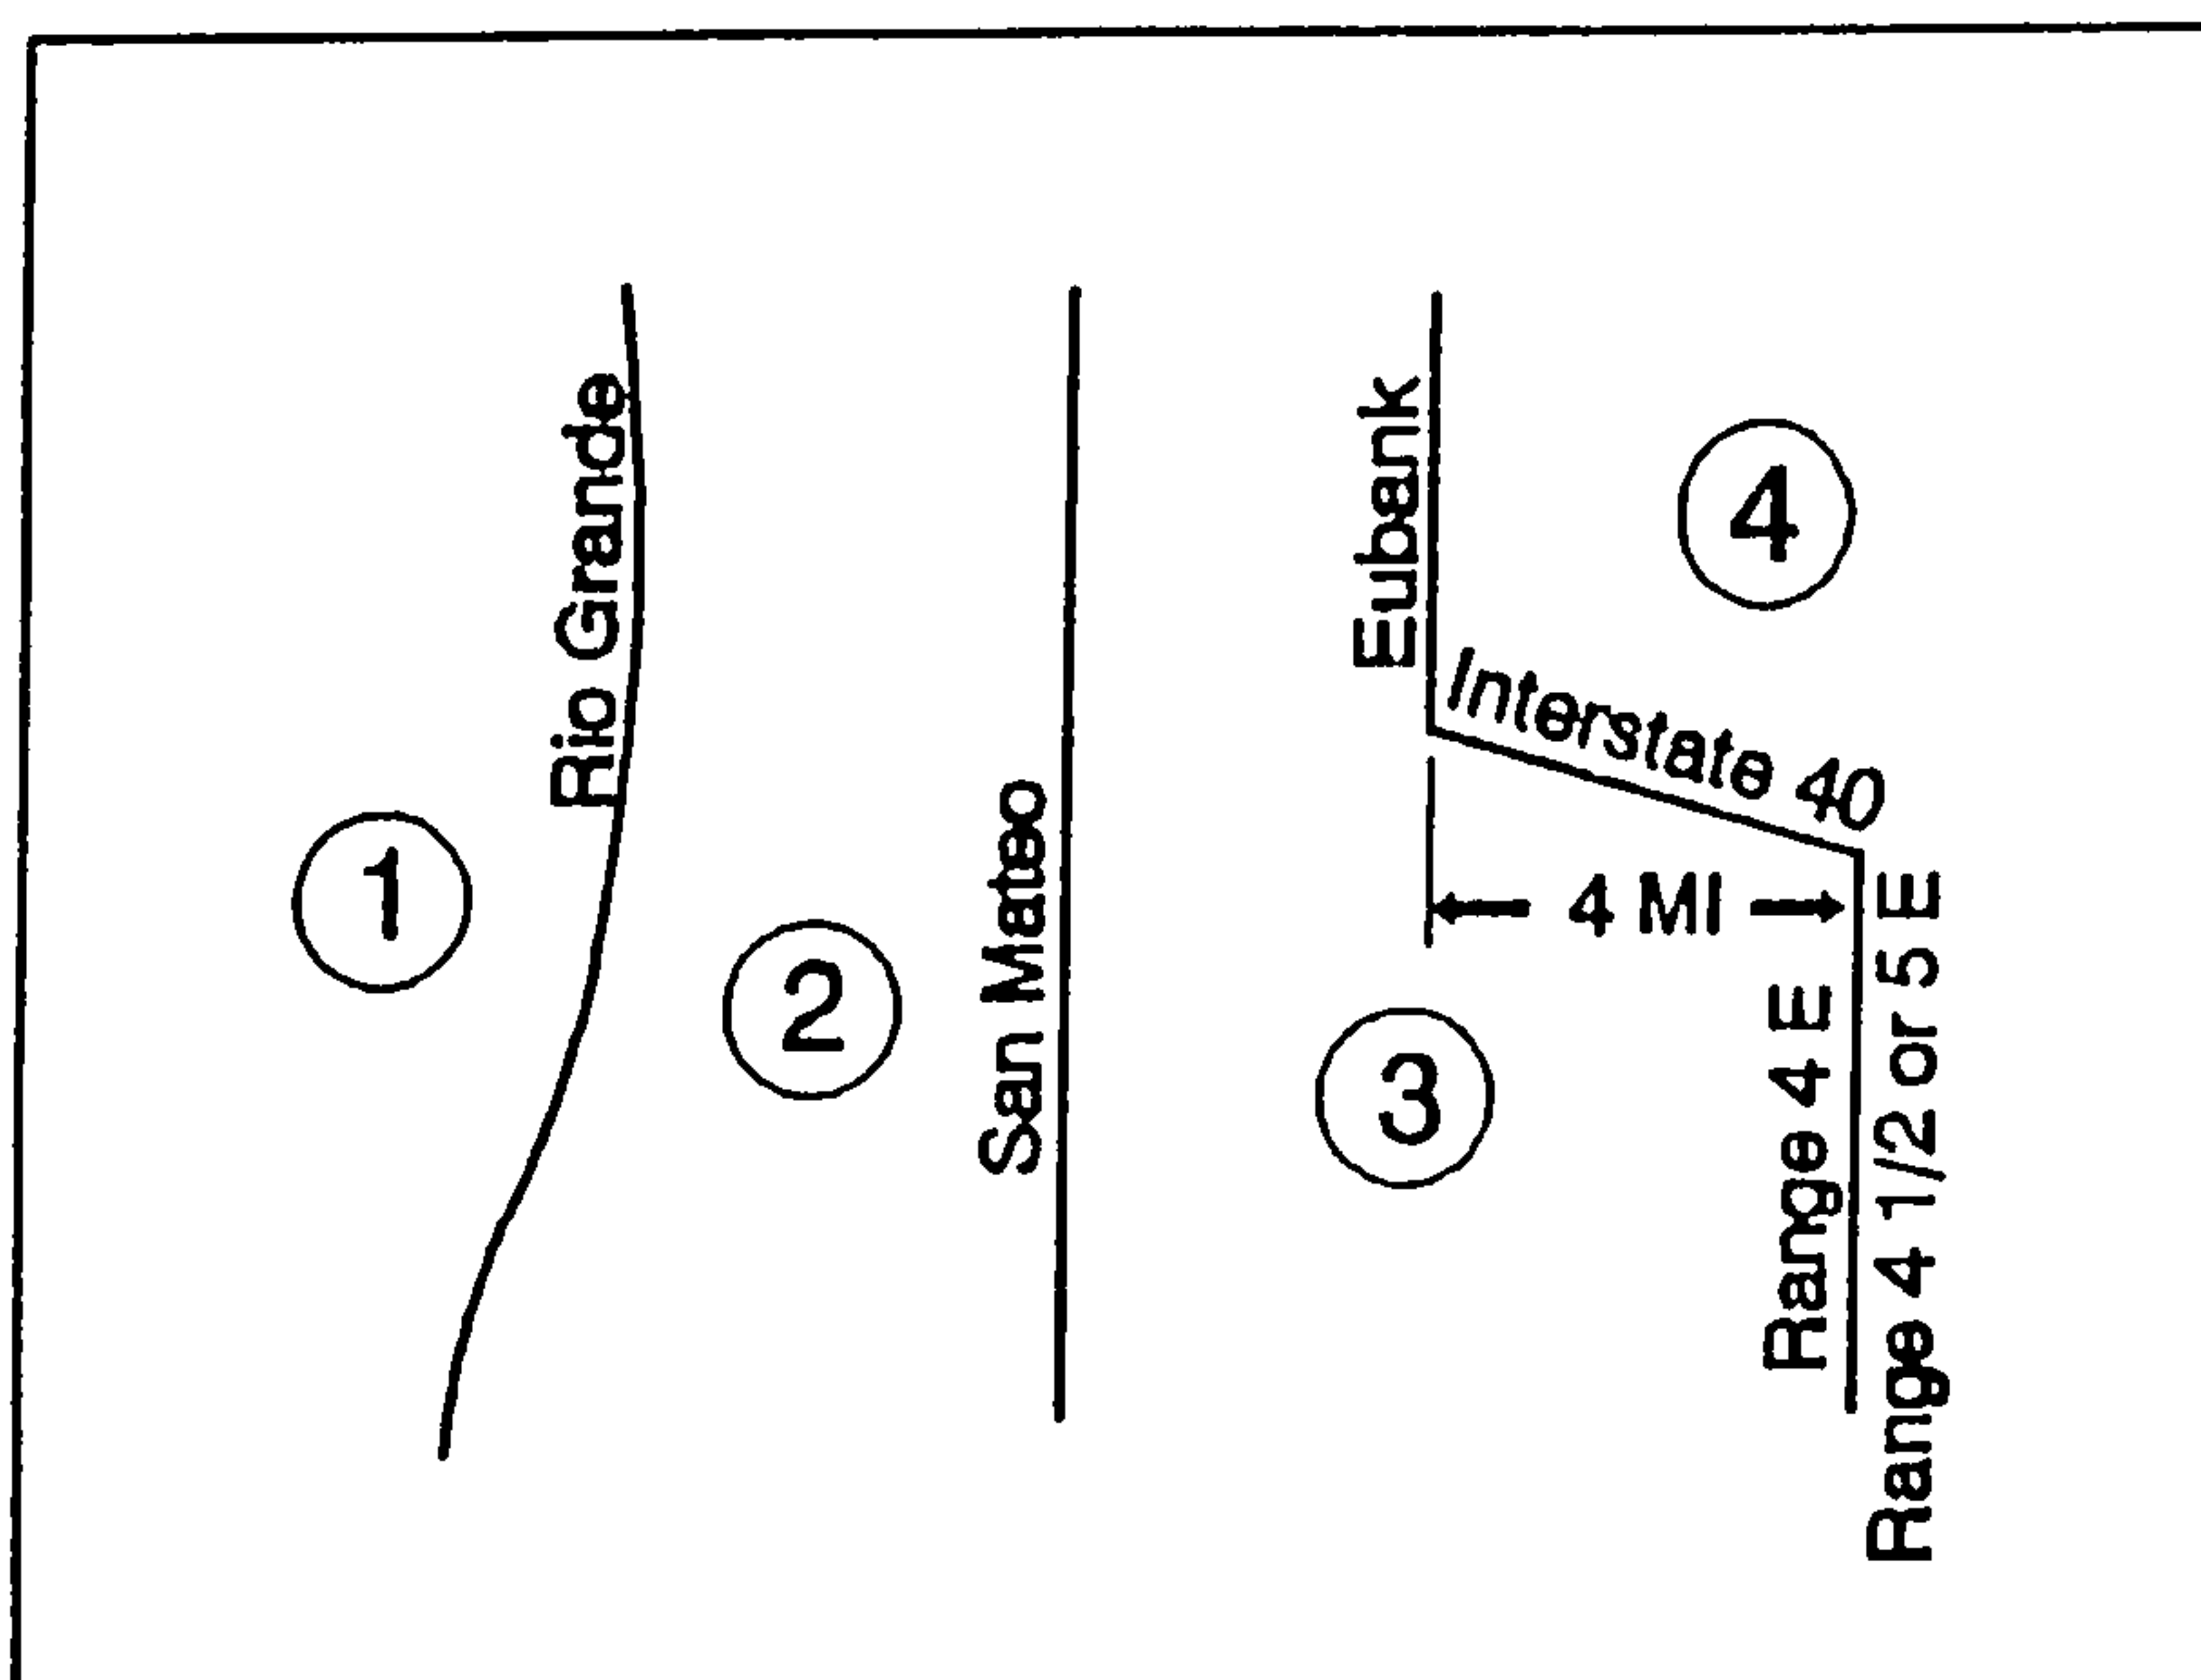 Rio Grande
Eubank
4
Interstate 40
San Mateo
1
2
4 MI
3
Range 4 E
Range 4 1/2 or 5 E